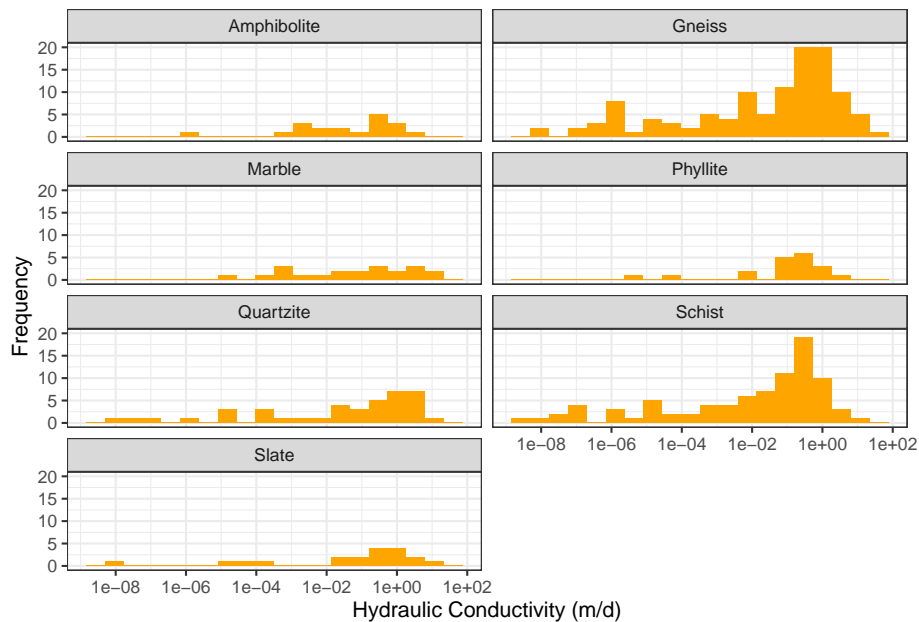 Amphibolite
Gneiss
20
15
10
5
0
Marble
Phyllite
20
15
10
5
0
Frequency
Quartzite
Schist
20
15
10
5
0
1e-08 1e-06 1e-04 1e-02 1e+00 1e+02
Slate
20
15
10
5
0
1e-08 1e-06 1e-04 1e-02 1e+00 1e+02
Hydraulic Conductivity (m/d)